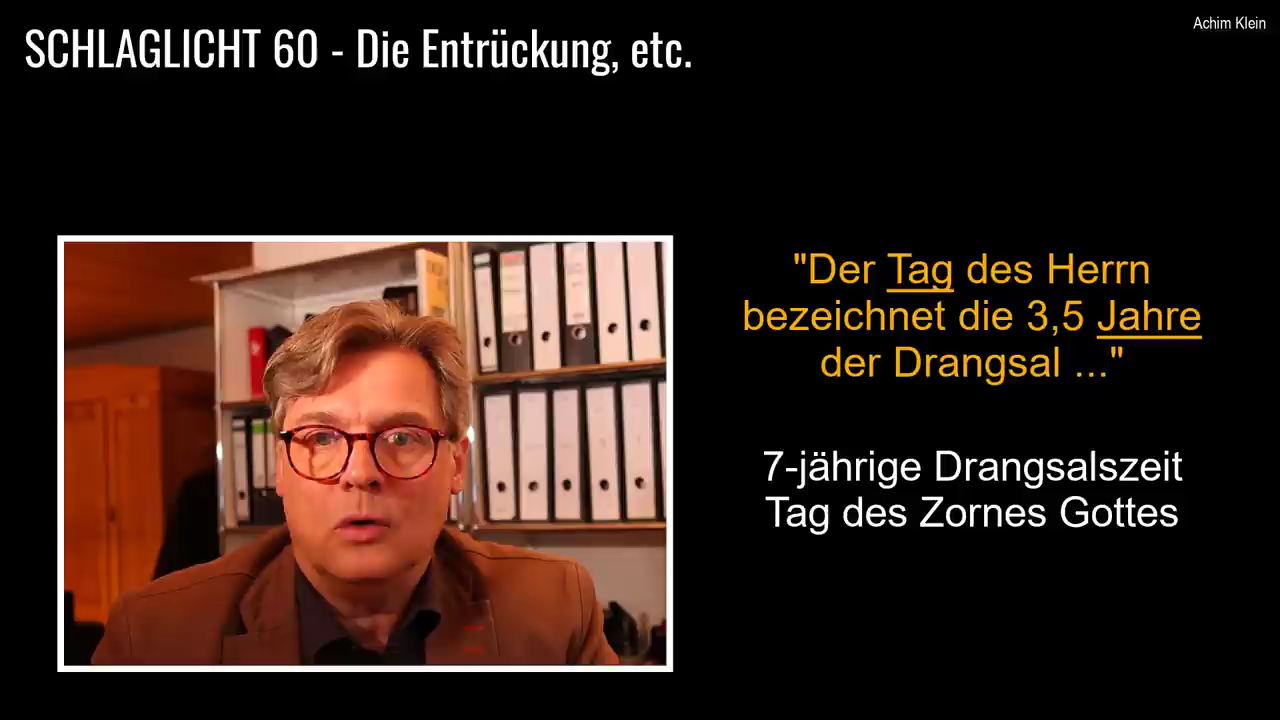 SCHLAGLICHT 60 - Die Entrückung, etc.
Achim Klein
"Der Tag des Herrn
bezeichnet die 3,5 Jahre
der Drangsal ..."
7-jährige Drangsalszeit
Tag des Zornes Gottes